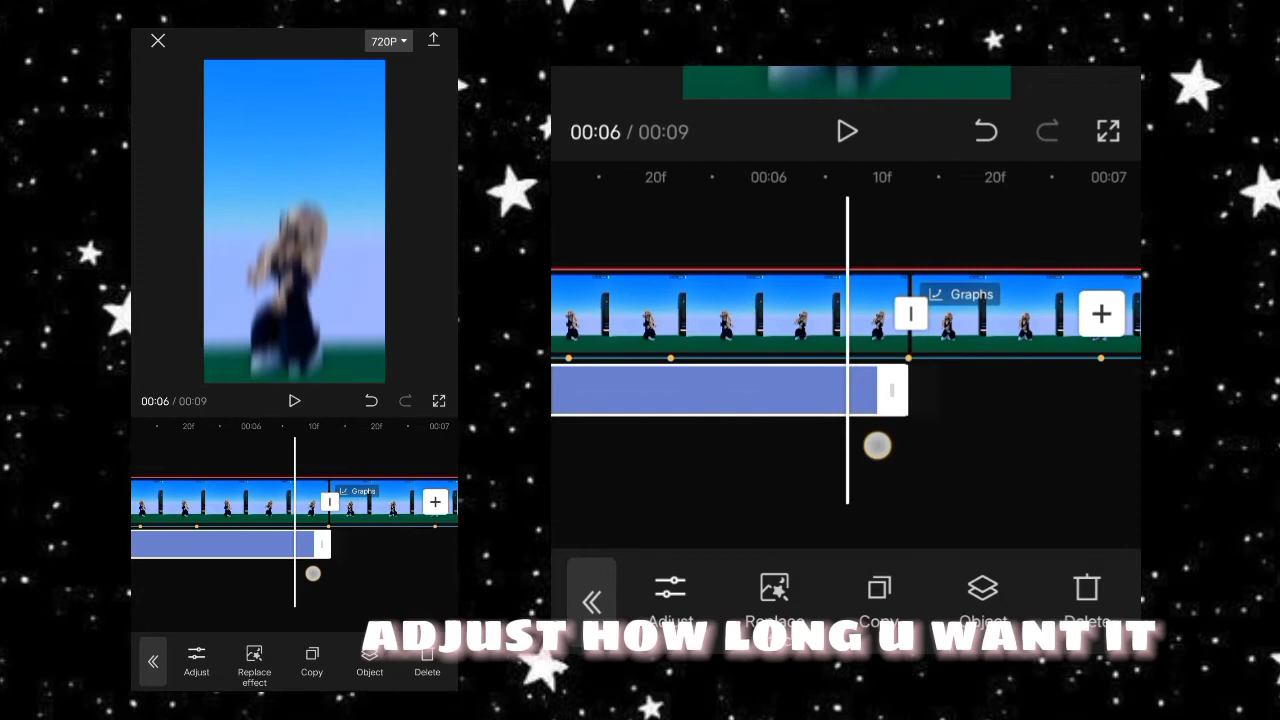 720P
00:06 / 00:09
20f 00:06 10f 20f 00:07
Graphs
Adjust Replace effect Copy Object Delete
00:06 / 00:09
20f 00:06 10f 20f 00:07
Graphs
Adjust Replace Copy Object Delete
ADJUST HOW LONG U WANT IT